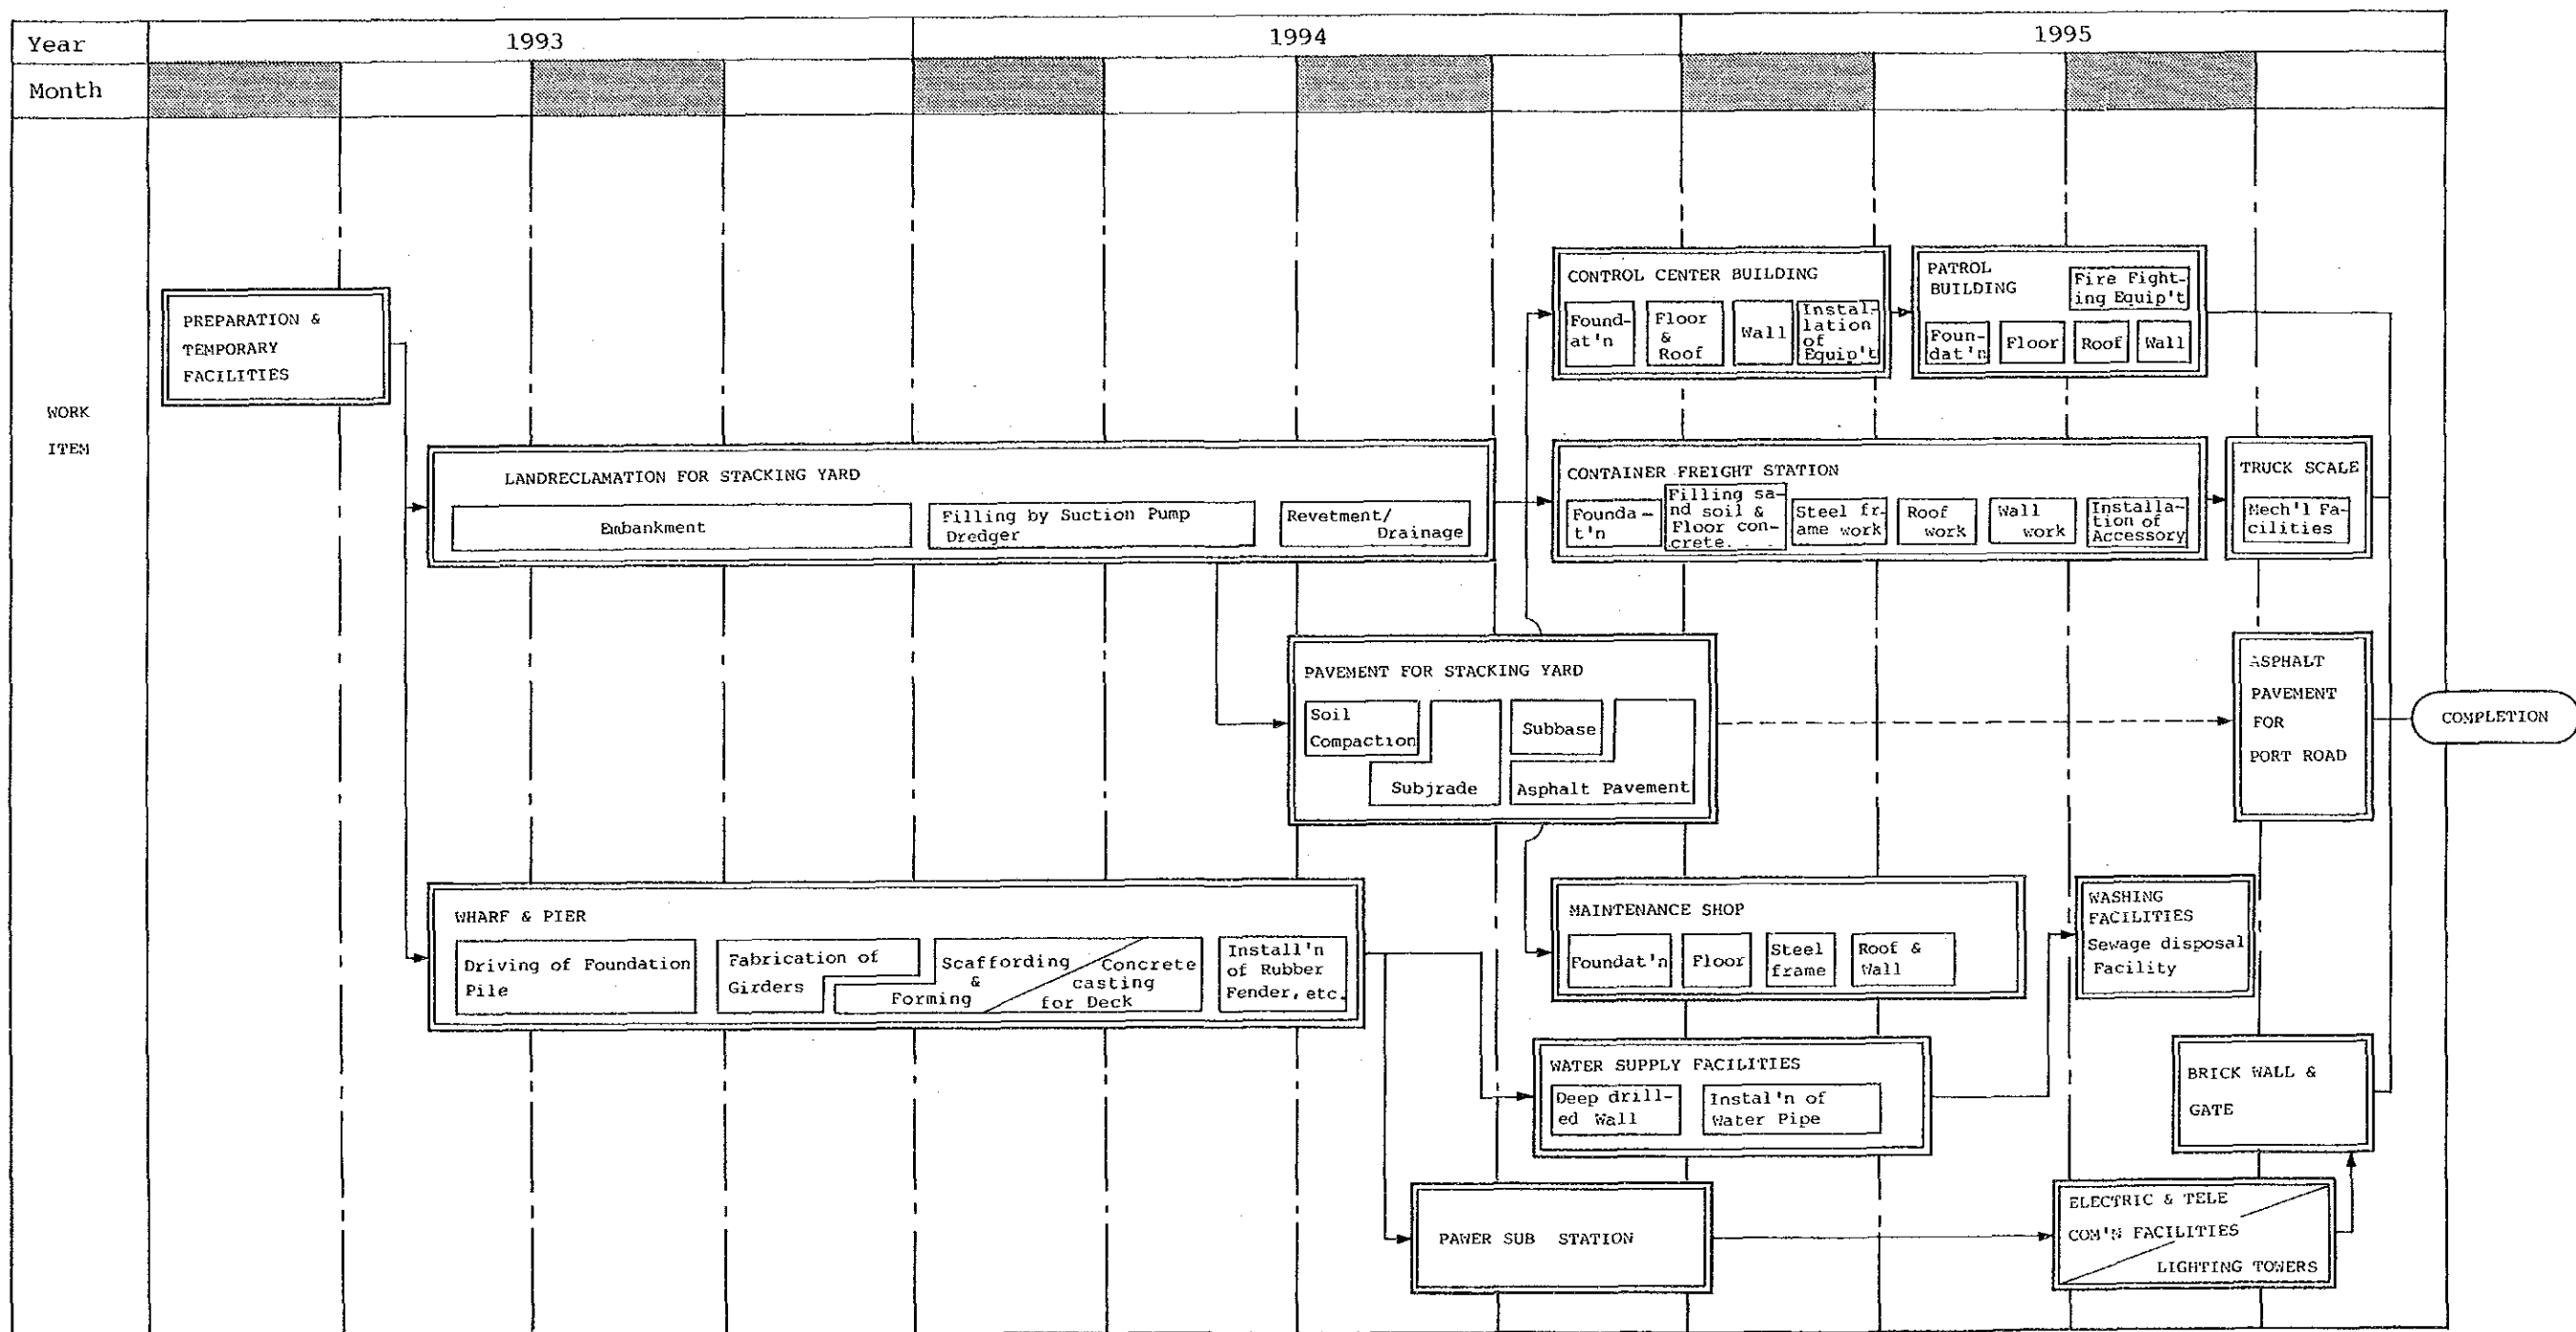 Year
1993
1994
1995
Month
WORK
ITEM
PREPARATION &
TEMPORARY
FACILITIES
CONTROL CENTER BUILDING
Found-
at'n
Floor
&
Roof
Wall
Instal-
lation
of
Equip't
PATROL
BUILDING
Fire Fight-
ing Equip't
Foun-
dat'n
Floor
Roof
Wall
LANDRECLAMATION FOR STACKING YARD
Embankment
Filling by Suction Pump
Dredger
Revetment/
Drainage
CONTAINER FREIGHT STATION
Founda-
t'n
Filling sa-
nd soil &
Floor con-
crete.
Steel fr-
ame work
Roof
work
Wall
work
Installa-
tion of
Accessory
TRUCK SCALE
Mech'l Fa-
cilities
PAVEMENT FOR STACKING YARD
Soil
Compaction
Subjrade
Subbase
Asphalt Pavement
ASPHALT
PAVEMENT
FOR
PORT ROAD
COMPLETION
WHARF & PIER
Driving of Foundation
Pile
Fabrication of
Girders
Scaffording
&
Forming
Concrete
casting
for Deck
Install'n
of Rubber
Fender, etc.
MAINTENANCE SHOP
Foundat'n
Floor
Steel
frame
Roof &
Wall
WASHING
FACILITIES
Sewage disposal
Facility
WATER SUPPLY FACILITIES
Deep drill-
ed Wall
Instal'n of
Water Pipe
BRICK WALL &
GATE
PAWER SUB STATION
ELECTRIC & TELE
COM'N FACILITIES
LIGHTING TOWERS